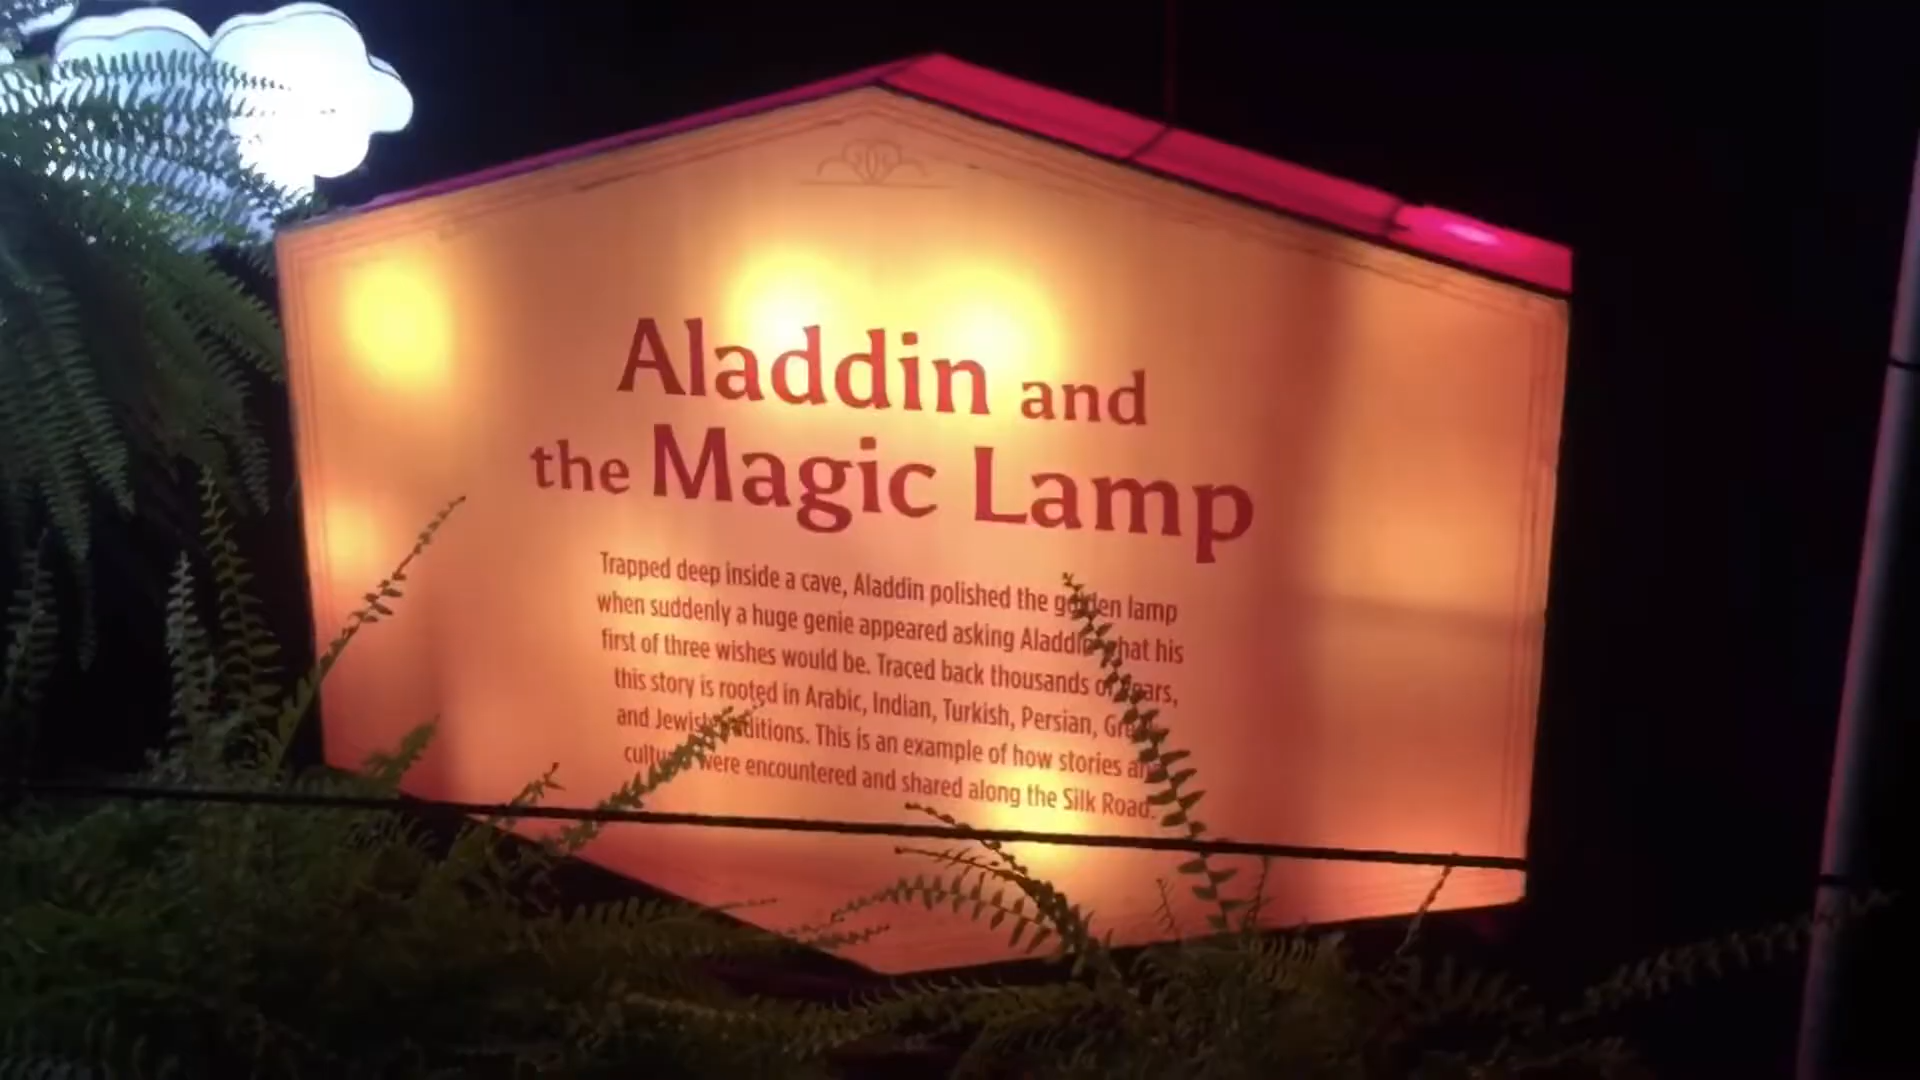 Aladdin and
the Magic Lamp
Trapped deep inside a cave, Aladdin polished the golden lamp
when suddenly a huge genie appeared asking Aladdin what his
first of three wishes would be. Traced back thousands of years,
this story is rooted in Arabic, Indian, Turkish, Persian,
and Jewish traditions. This is an example of how stories and
cultures were encountered and shared along the Silk Road.